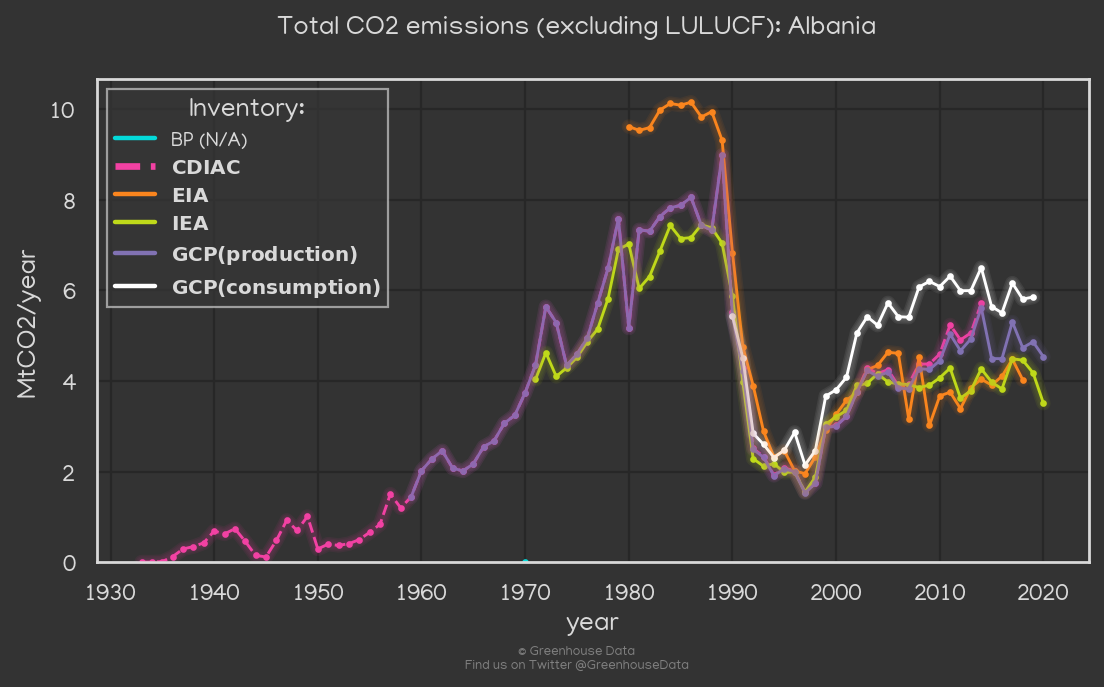 Total CO2 emissions (excluding LULUCF): Albania
Inventory:
BP (N/A)
CDIAC
EIA
IEA
GCP(production)
GCP(consumption)
MtCO2/year
10
8
6
4
2
0
1930 1940 1950 1960 1970 1980 1990 2000 2010 2020
year
© Greenhouse Data
Find us on Twitter @GreenhouseData